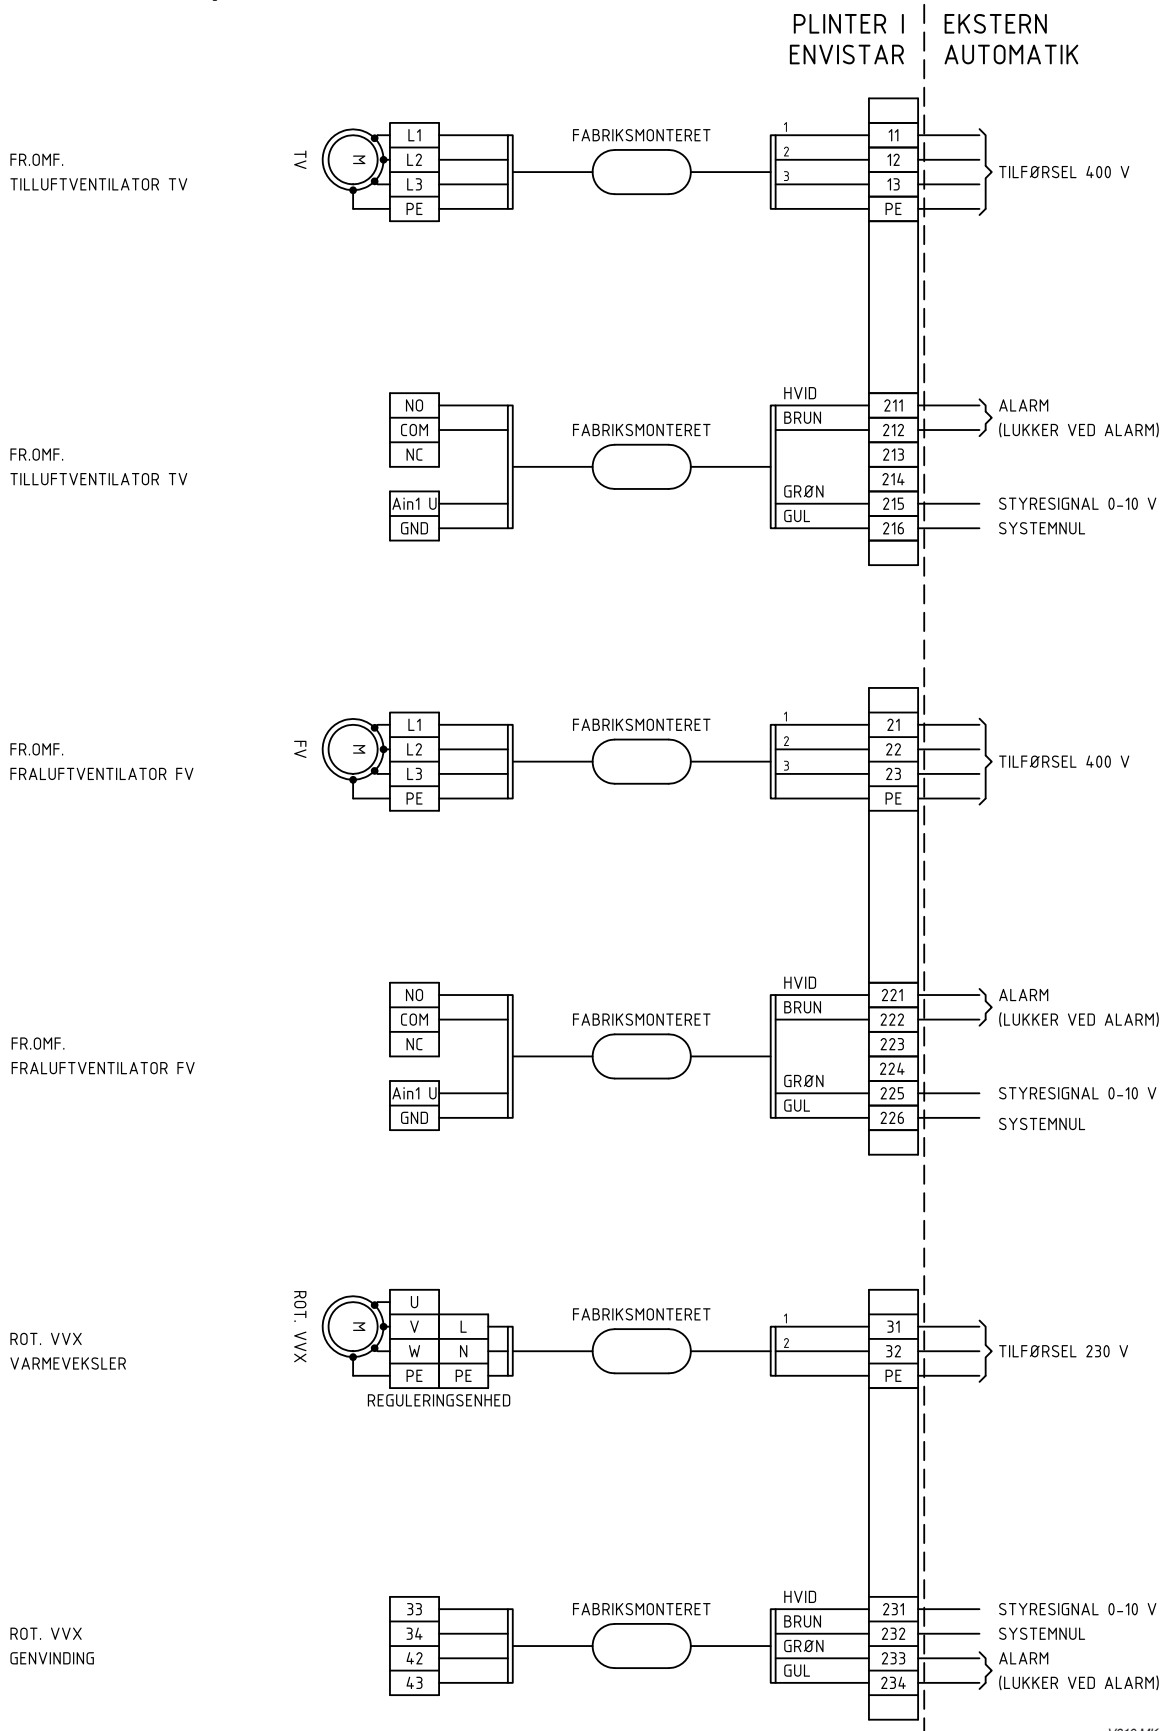 PLINTER I
ENVISTAR
EKSTERN
AUTOMATIK
FR.OMF.
TILLUFTVENTILATOR TV
TV
M
L1
L2
L3
PE
FABRIKSMONTERET
1
2
3
11
12
13
PE
TILFØRSEL 400 V
FR.OMF.
TILLUFTVENTILATOR TV
NO
COM
NC
Ain1 U
GND
FABRIKSMONTERET
HVID
BRUN
GRØN
GUL
211
212
213
214
215
216
ALARM
(LUKKER VED ALARM)
STYRESIGNAL 0-10 V
SYSTEMNUL
FR.OMF.
FRALUFTVENTILATOR FV
FV
M
L1
L2
L3
PE
FABRIKSMONTERET
1
2
3
21
22
23
PE
TILFØRSEL 400 V
FR.OMF.
FRALUFTVENTILATOR FV
NO
COM
NC
Ain1 U
GND
FABRIKSMONTERET
HVID
BRUN
GRØN
GUL
221
222
223
224
225
226
ALARM
(LUKKER VED ALARM)
STYRESIGNAL 0-10 V
SYSTEMNUL
ROT. VVX
VARMEVEKSLER
ROT. VVX
M
U
V L
W N
PE PE
REGULERINGSENHED
FABRIKSMONTERET
1
2
31
32
PE
TILFØRSEL 230 V
ROT. VVX
GENVINDING
33
34
42
43
FABRIKSMONTERET
HVID
BRUN
GRØN
GUL
231
232
233
234
STYRESIGNAL 0-10 V
SYSTEMNUL
ALARM
(LUKKER VED ALARM)